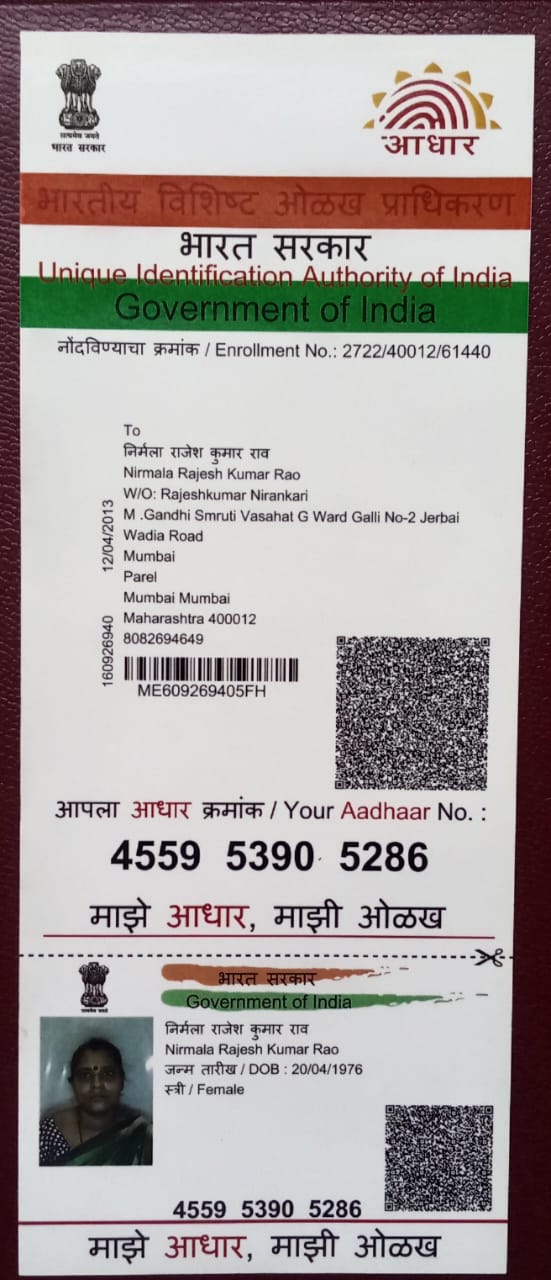 सत्यमेव जयते
भारत सरकार
आधार
भारतीय विशिष्ट ओळख प्राधिकरण
भारत सरकार
Unique Identification Authority of India
Government of India
नोंदविण्याचा क्रमांक / Enrollment No.: 2722/40012/61440
To
निर्मला राजेश कुमार राव
Nirmala Rajesh Kumar Rao
W/O: Rajeshkumar Nirankari
M .Gandhi Smruti Vasahat G Ward Galli No-2 Jerbai
Wadia Road
Mumbai
Parel
Mumbai Mumbai
Maharashtra 400012
8082694649
12/04/2013
160926940
ME609269405FH
आपला आधार क्रमांक / Your Aadhaar No. :
4559 5390 5286
माझे आधार, माझी ओळख
भारत सरकार
Government of India
निर्मला राजेश कुमार राव
Nirmala Rajesh Kumar Rao
जन्म तारीख / DOB : 20/04/1976
स्त्री / Female
4559 5390 5286
माझे आधार, माझी ओळख